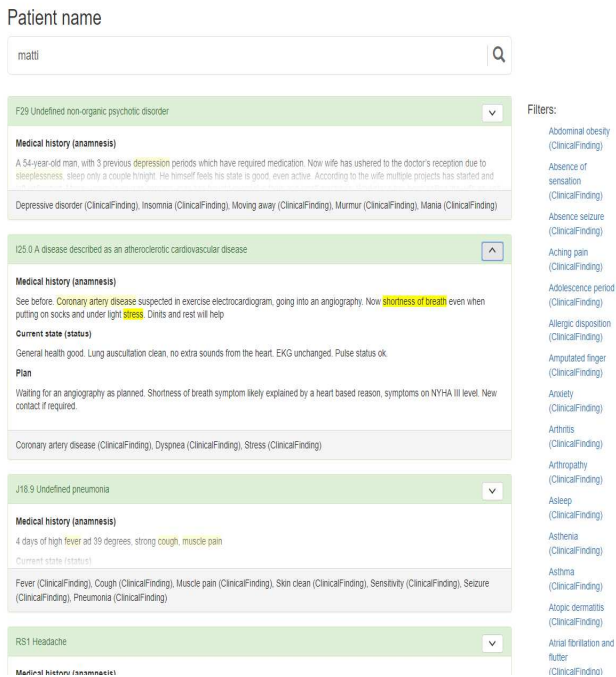 Patient name
matti
F29 Undefined non-organic psychotic disorder
Medical history (anamnesis)
A 54-year-old man, with 3 previous depression periods which have required medication. Now wife has ushered to the doctor's reception due to
sleeplessness, sleep only a couple h/night. He himself feels his state is good, even active. According to the wife multiple projects has started and
Depressive disorder (ClinicalFinding), Insomnia (ClinicalFinding), Moving away (ClinicalFinding), Murmur (ClinicalFinding), Mania (ClinicalFinding)
I25.0 A disease described as an atheroclerotic cardiovascular disease
Medical history (anamnesis)
See before. Coronary artery disease suspected in exercise electrocardiogram, going into an angiography. Now shortness of breath even when
putting on socks and under light stress. Dinits and rest will help
Current state (status)
General health good. Lung auscultation clean, no extra sounds from the heart. EKG unchanged. Pulse status ok.
Plan
Waiting for an angiography as planned. Shortness of breath symptom likely explained by a heart based reason, symptoms on NYHA III level. New
contact if required.
Coronary artery disease (ClinicalFinding), Dyspnea (ClinicalFinding), Stress (ClinicalFinding)
J18.9 Undefined pneumonia
Medical history (anamnesis)
4 days of high fever ad 39 degrees, strong cough, muscle pain
Current state (status)
Fever (ClinicalFinding), Cough (ClinicalFinding), Muscle pain (ClinicalFinding), Skin clean (ClinicalFinding), Sensitivity (ClinicalFinding), Seizure
(ClinicalFinding), Pneumonia (ClinicalFinding)
RS1 Headache
Medical history (anamnesis)
Filters:
Abdominal obesity
(ClinicalFinding)
Absence of
sensation
(ClinicalFinding)
Absence seizure
(ClinicalFinding)
Aching pain
(ClinicalFinding)
Adolescence period
(ClinicalFinding)
Allergic disposition
(ClinicalFinding)
Amputated finger
(ClinicalFinding)
Anxiety
(ClinicalFinding)
Arthritis
(ClinicalFinding)
Arthropathy
(ClinicalFinding)
Asleep
(ClinicalFinding)
Asthenia
(ClinicalFinding)
Asthma
(ClinicalFinding)
Atopic dermatitis
(ClinicalFinding)
Atrial fibrillation and
flutter
(ClinicalFinding)